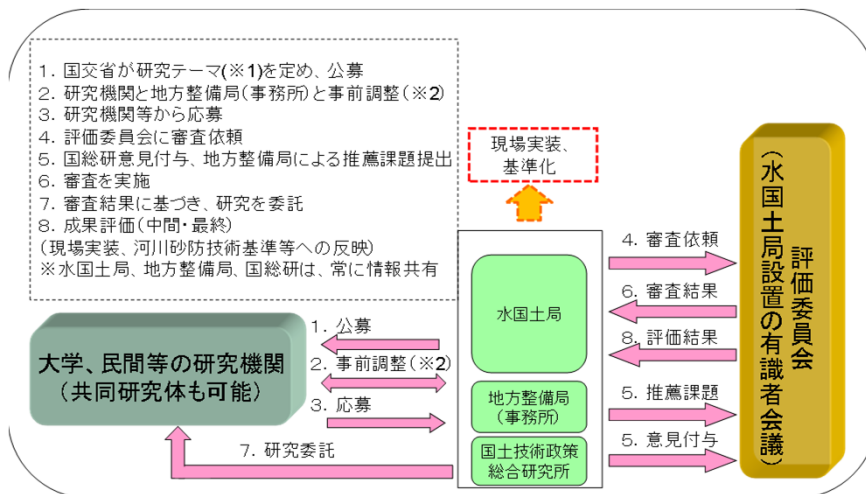 1. 国交省が研究テーマ(※1)を定め、公募
2. 研究機関と地方整備局(事務所)と事前調整(※2)
3. 研究機関等から応募
4. 評価委員会に審査依頼
5. 国総研意見付与、地方整備局による推薦課題提出
6. 審査を実施
7. 審査結果に基づき、研究を委託
8. 成果評価(中間・最終)
(現場実装、河川砂防技術基準等への反映)
※水国土局、地方整備局、国総研は、常に情報共有
現場実装、
基準化
大学、民間等の研究機関
(共同研究体も可能)
1. 公募
2. 事前調整(※2)
3. 応募
7. 研究委託
水国土局
地方整備局
(事務所)
国土技術政策
総合研究所
4. 審査依頼
6. 審査結果
8. 評価結果
5. 推薦課題
5. 意見付与
評価委員会
(水国土局設置の有識者会議)